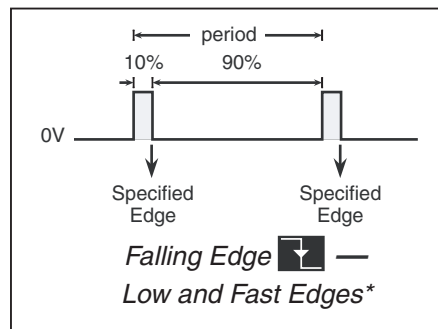 period
10% 90%
0V
Specified Specified
Edge Edge
Falling Edge —
Low and Fast Edges*